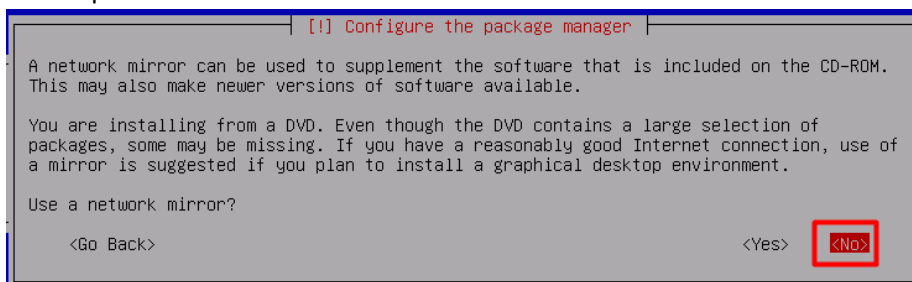 [!] Configure the package manager
A network mirror can be used to supplement the software that is included on the CD-ROM.
This may also make newer versions of software available.
You are installing from a DVD. Even though the DVD contains a large selection of
packages, some may be missing. If you have a reasonably good Internet connection, use of
a mirror is suggested if you plan to install a graphical desktop environment.
Use a network mirror?
<Go Back> <Yes> <No>